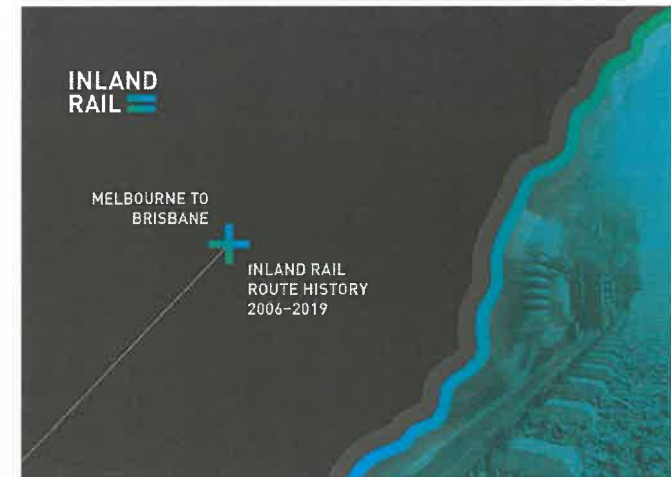 INLAND
RAIL
MELBOURNE TO
BRISBANE
INLAND RAIL
ROUTE HISTORY
2006–2019